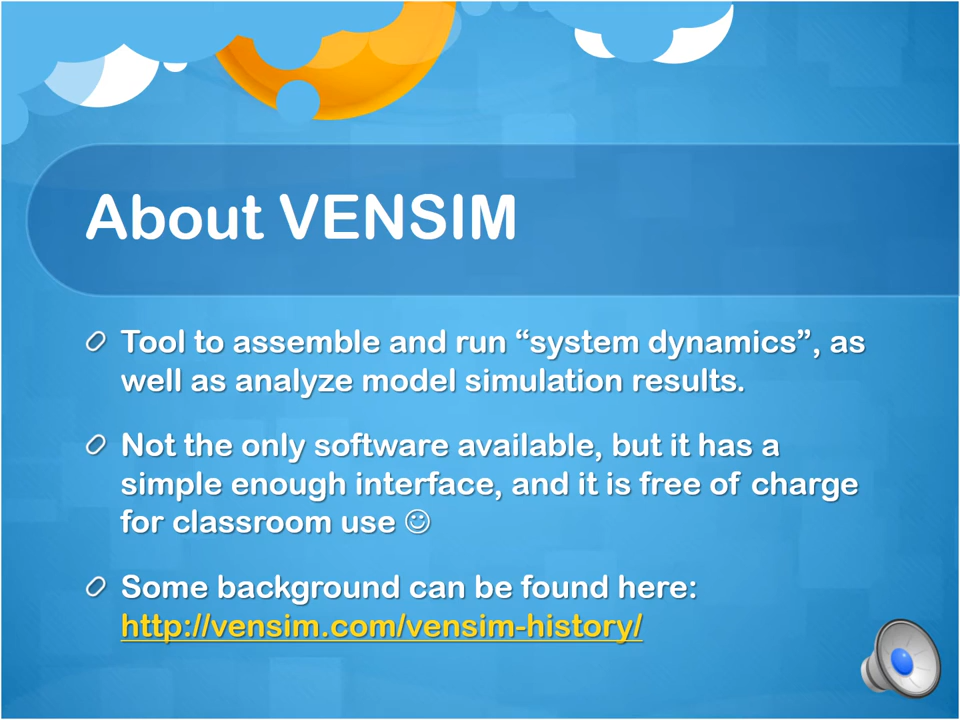 About VENSIM
Tool to assemble and run “system dynamics”, as
well as analyze model simulation results.
Not the only software available, but it has a
simple enough interface, and it is free of charge
for classroom use ☺
Some background can be found here:
http://vensim.com/vensim-history/